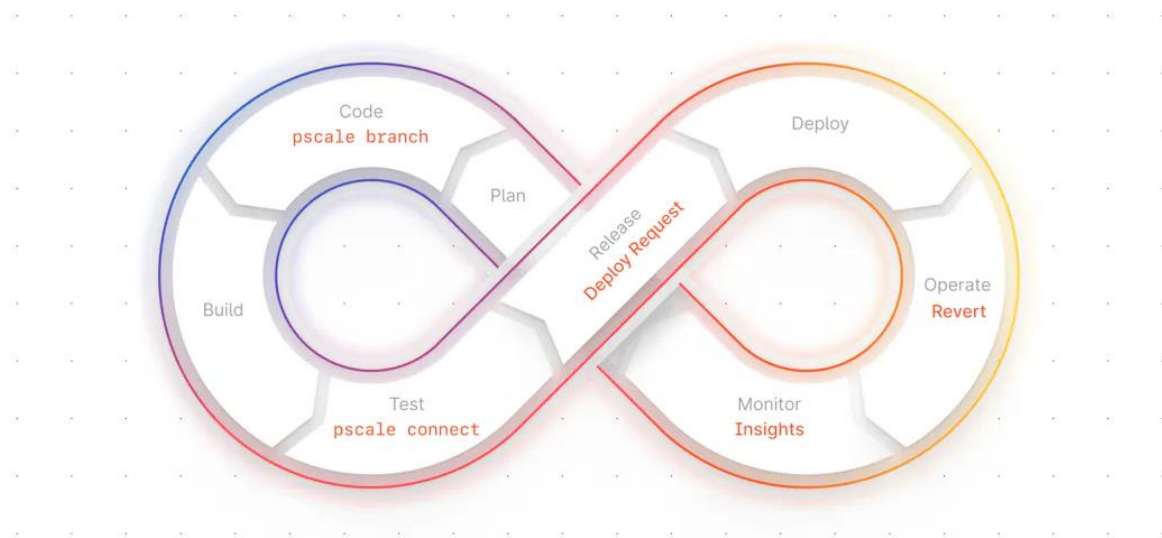 Code
pscale branch
Plan
Build
Test
pscale connect
Release
Deploy Request
Deploy
Operate
Revert
Monitor
Insights